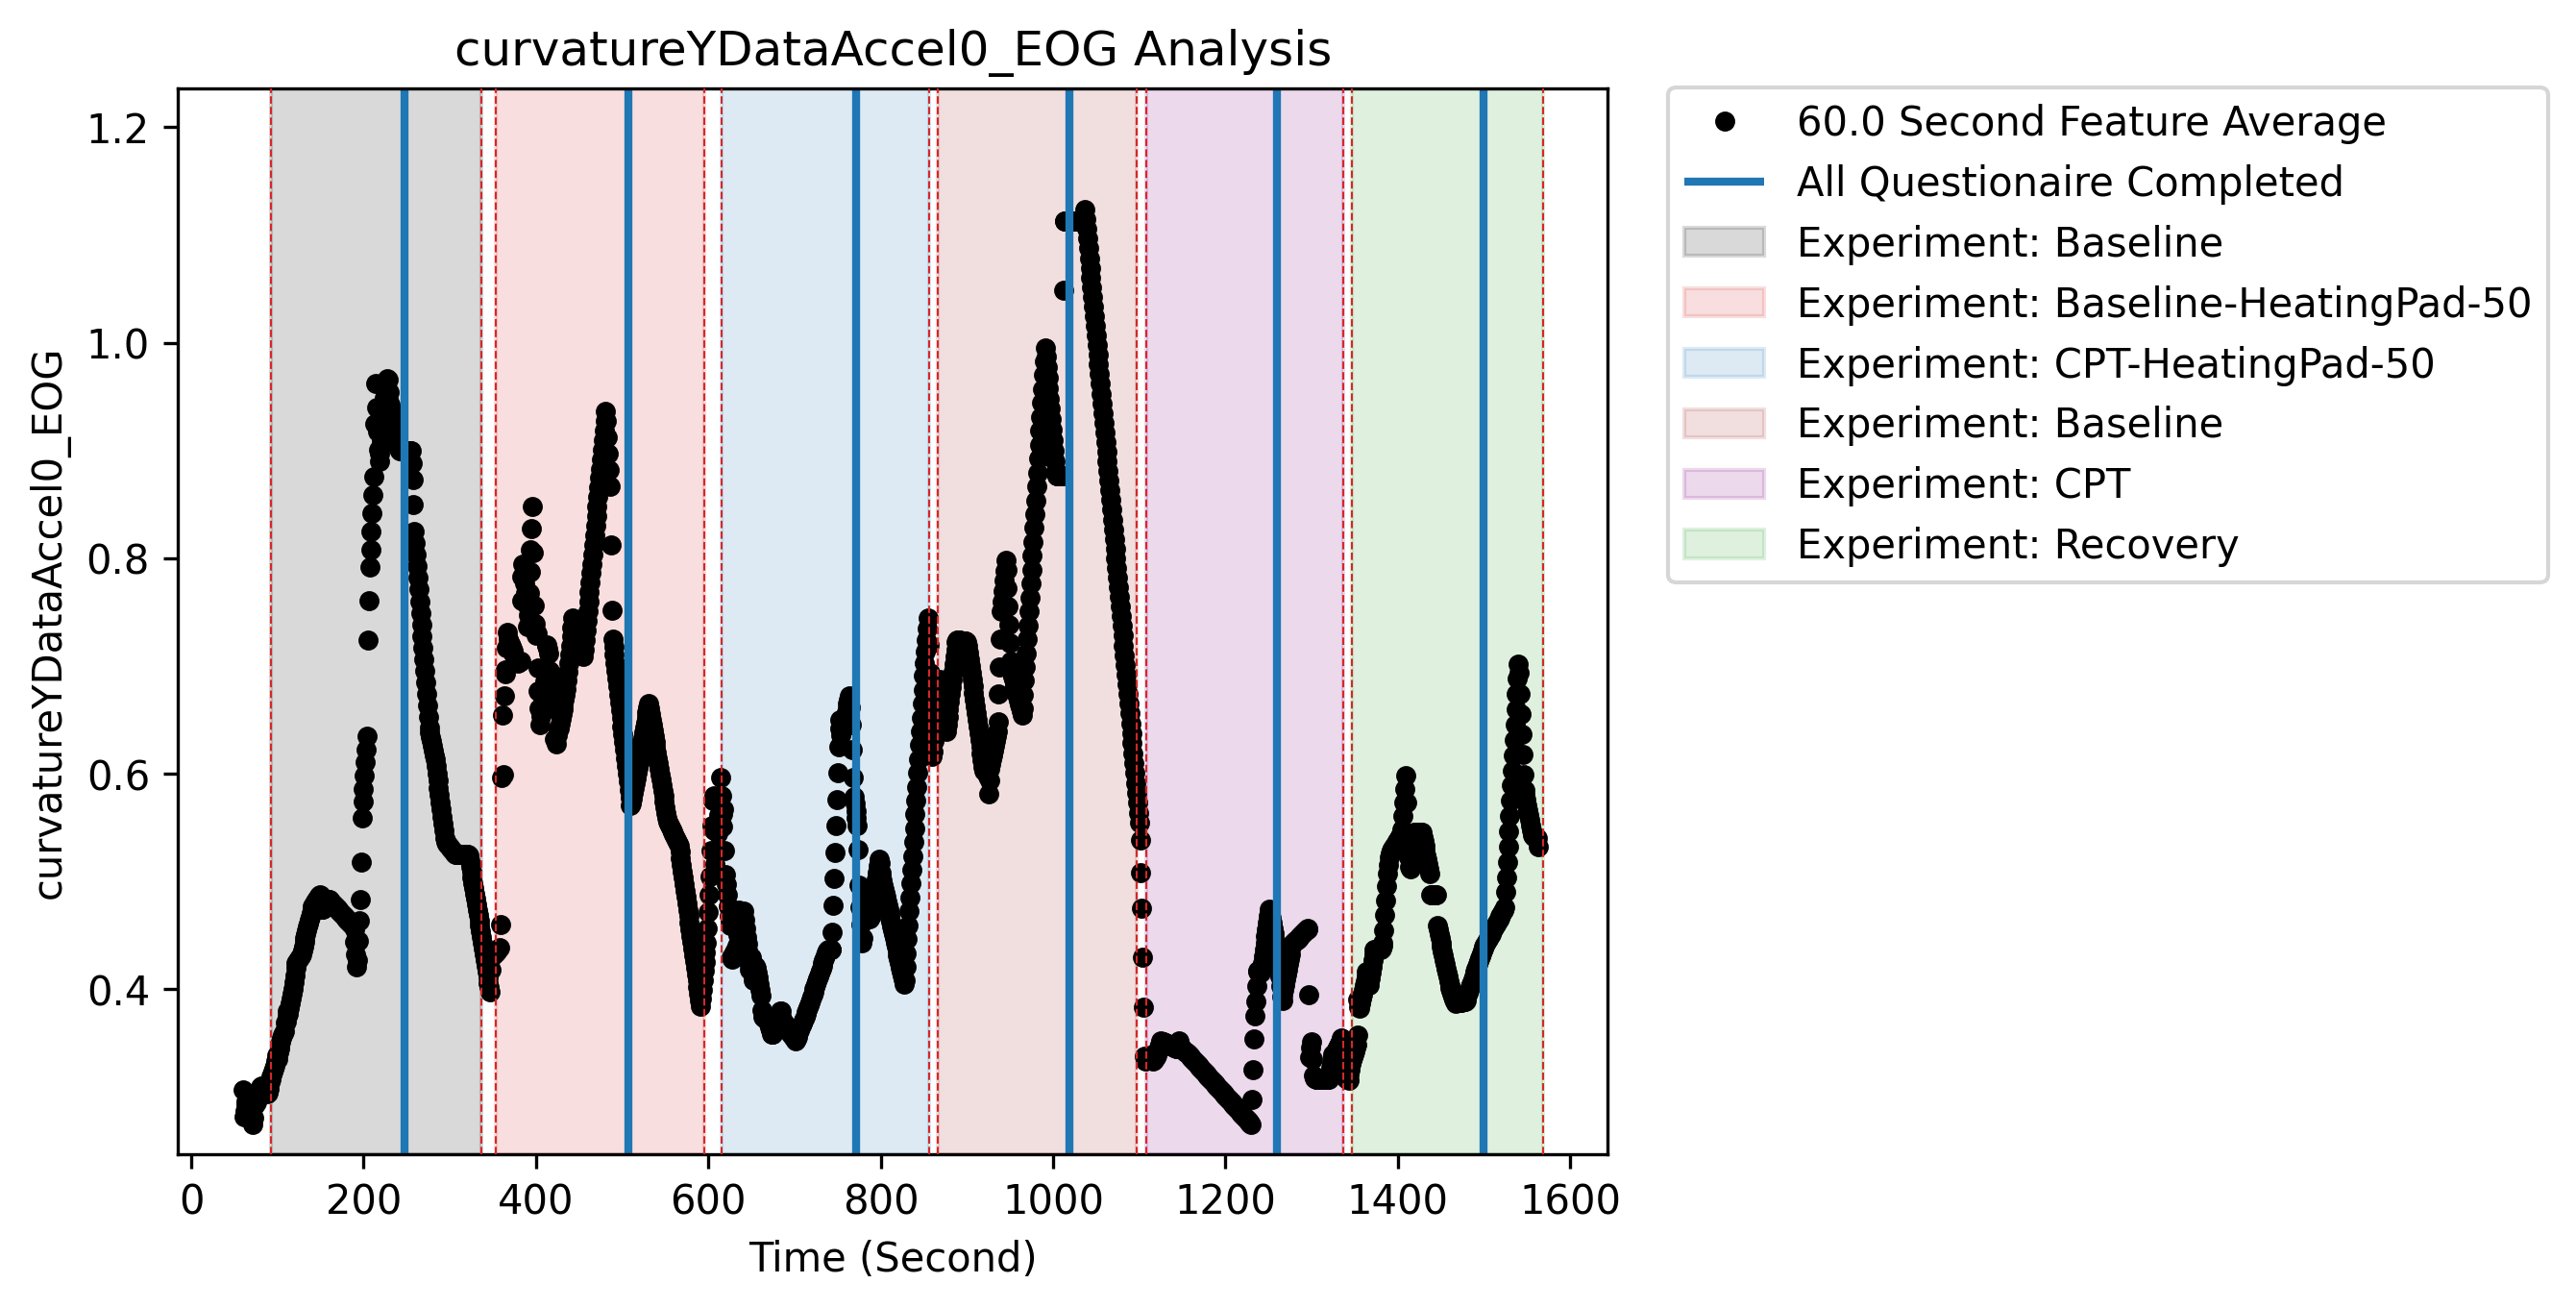 curvatureYDataAccel0_EOG Analysis
curvatureYDataAccel0_EOG
1.2
1.0
0.8
0.6
0.4
0
200
400
600
800
1000
1200
1400
1600
Time (Second)
60.0 Second Feature Average
All Questionaire Completed
Experiment: Baseline
Experiment: Baseline-HeatingPad-50
Experiment: CPT-HeatingPad-50
Experiment: Baseline
Experiment: CPT
Experiment: Recovery